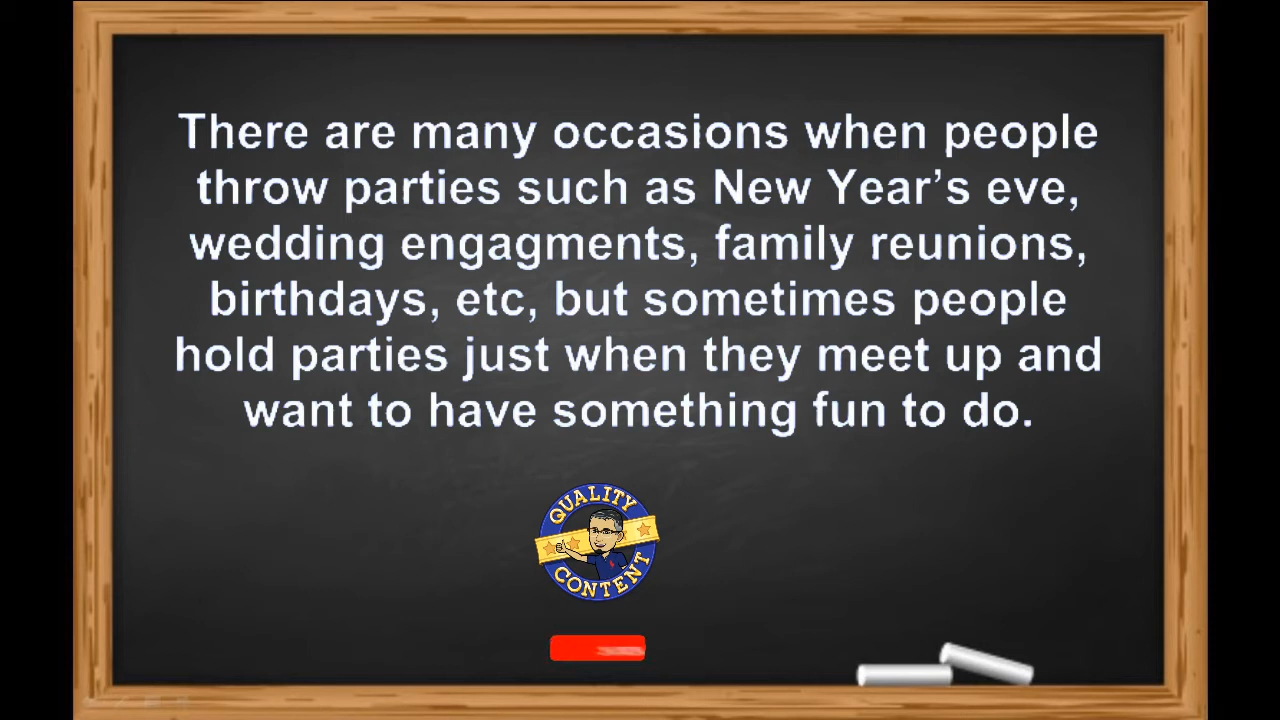 There are many occasions when people
throw parties such as New Year’s eve,
wedding engagments, family reunions,
birthdays, etc, but sometimes people
hold parties just when they meet up and
want to have something fun to do.
QUALITY
CONTENT